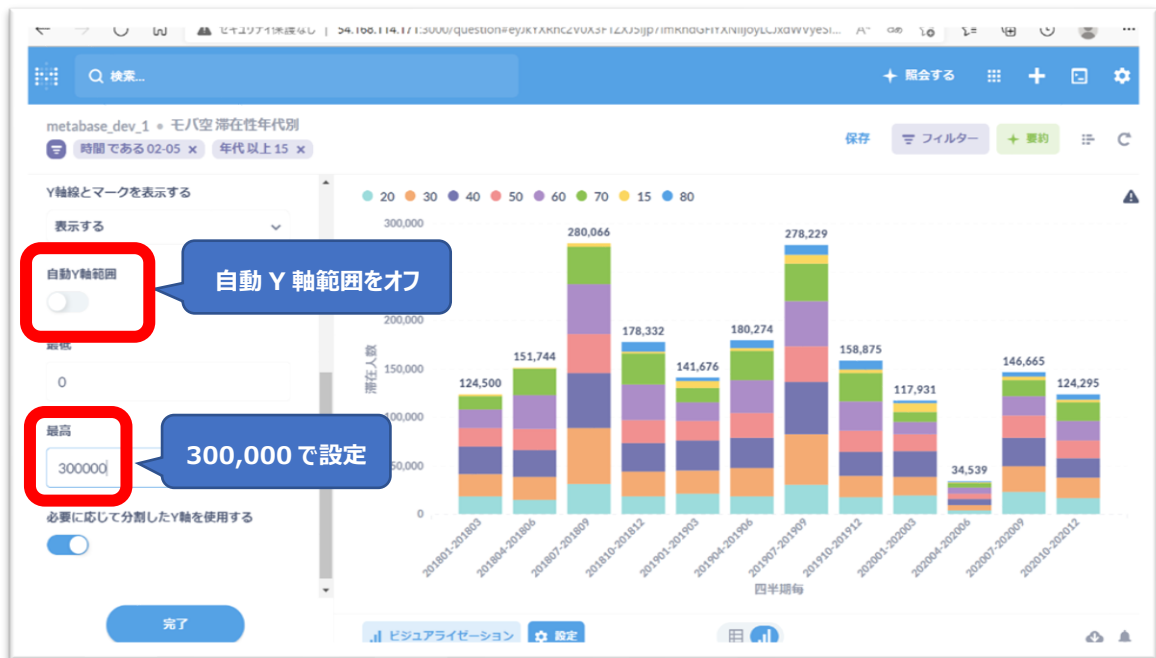 セキュリティ保護なし | 54.168.114.171:3000/question#
検索...
+ 照会する
metabase_dev_1 • モバ空 滞在性年代別
時間 である 02-05 ×
年代 以上 15 ×
保存
フィルター
+ 要約
Y軸線とマークを表示する
表示する
自動Y軸範囲
自動 Y 軸範囲をオフ
最低
0
最高
300000
300,000 で設定
必要に応じて分割したY軸を使用する
完了
20 30 40 50 60 70 15 80
300,000
200,000
150,000
100,000
50,000
0
滞在人数
124,500
151,744
280,066
178,332
141,676
180,274
278,229
158,875
117,931
34,539
146,665
124,295
201801-201803
201804-201806
201807-201809
201810-201812
201901-201903
201904-201906
201907-201909
201910-201912
202001-202003
202004-202006
202007-202009
202010-202012
四半期毎
ビジュアライゼーション
設定